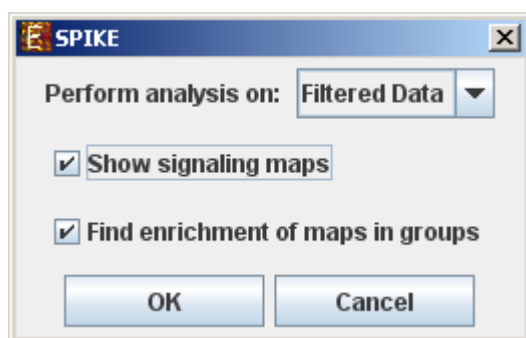 SPIKE
Perform analysis on: Filtered Data
Show signaling maps
Find enrichment of maps in groups
OK Cancel